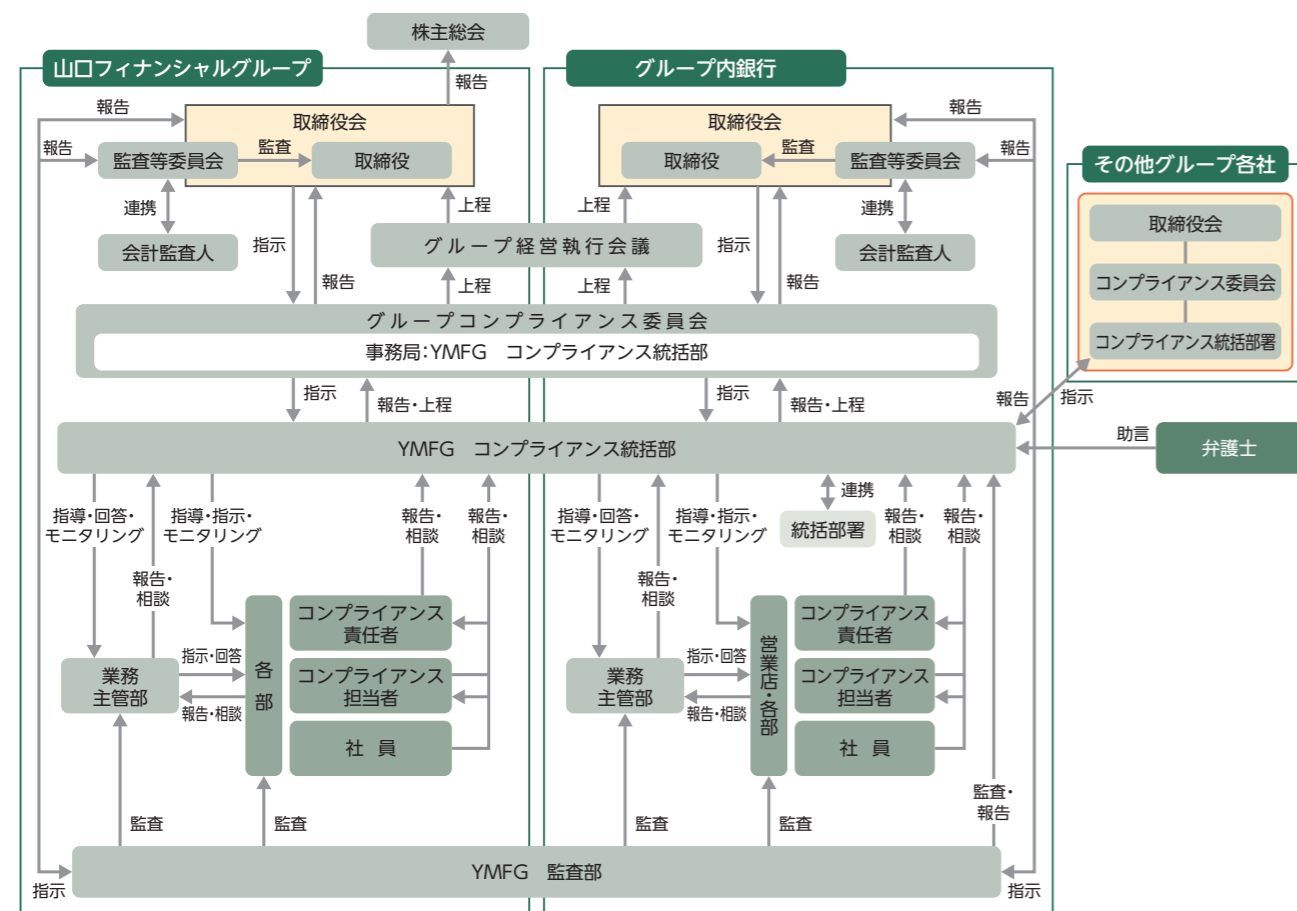 株主総会
山口フィナンシャルグループ
グループ内銀行
報告
報告
取締役会
報告
監査等委員会
監査
取締役
連携
会計監査人
指示
報告
上程
取締役会
報告
取締役
監査
監査等委員会
報告
上程
連携
会計監査人
指示
報告
グループ経営執行会議
上程
上程
その他グループ各社
取締役会
コンプライアンス委員会
コンプライアンス統括部署
グループコンプライアンス委員会
事務局:YMFG コンプライアンス統括部
指示
報告・上程
指示
報告・上程
報告
指示
YMFG コンプライアンス統括部
助言
弁護士
指導・回答・
モニタリング
指導・指示・
モニタリング
報告・
相談
報告・
相談
報告・
相談
指導・回答・
モニタリング
指導・指示・
モニタリング
連携
統括部署
報告・
相談
報告・
相談
報告・
相談
業務
主管部
指示・回答
報告・相談
各部
コンプライアンス
責任者
コンプライアンス
担当者
社員
業務
主管部
指示・回答
報告・相談
営業店・各部
コンプライアンス
責任者
コンプライアンス
担当者
社員
監査・
報告
監査
監査
監査
監査
YMFG 監査部
指示
指示